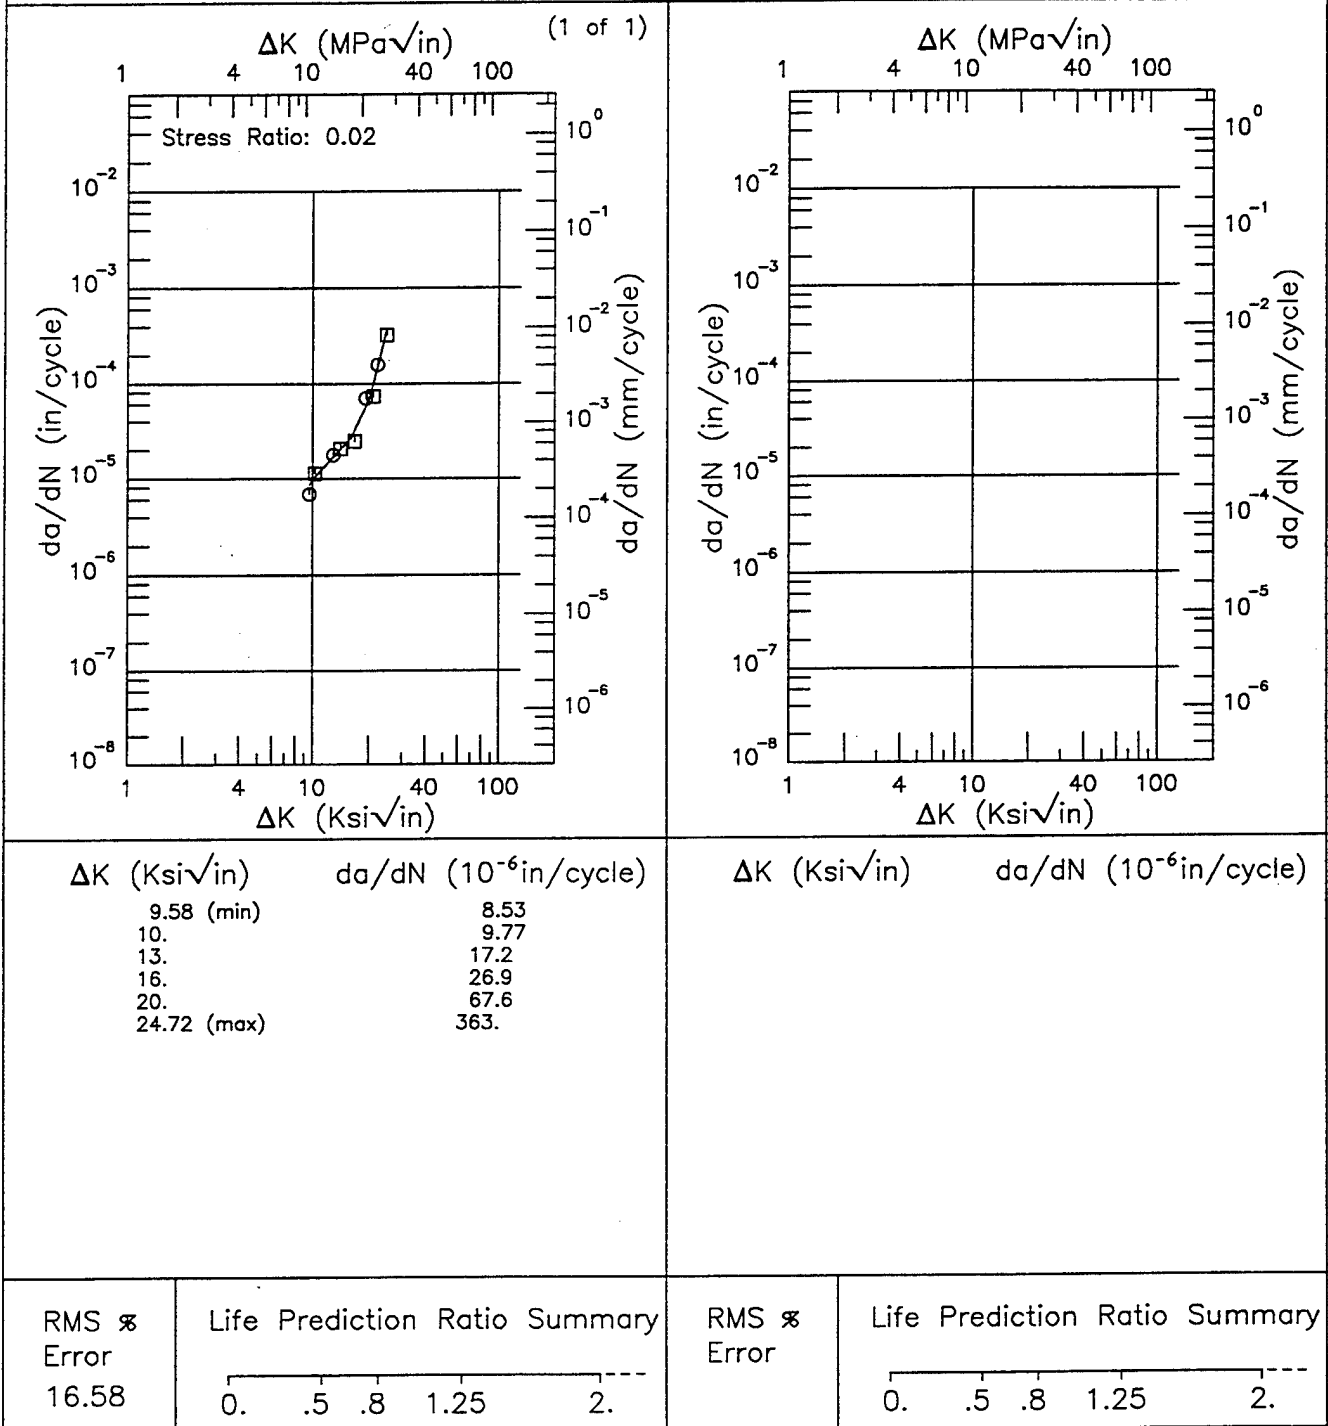 (1 of 1)
ΔK (MPa√in)
1 4 10 40 100
Stress Ratio: 0.02
da/dN (in/cycle)
10⁻²
10⁻³
10⁻⁴
10⁻⁵
10⁻⁶
10⁻⁷
10⁻⁸
da/dN (mm/cycle)
10⁰
10⁻¹
10⁻²
10⁻³
10⁻⁴
10⁻⁵
10⁻⁶
1 4 10 40 100
ΔK (Ksi√in)
ΔK (MPa√in)
1 4 10 40 100
da/dN (in/cycle)
10⁻²
10⁻³
10⁻⁴
10⁻⁵
10⁻⁶
10⁻⁷
10⁻⁸
da/dN (mm/cycle)
10⁰
10⁻¹
10⁻²
10⁻³
10⁻⁴
10⁻⁵
10⁻⁶
1 4 10 40 100
ΔK (Ksi√in)
ΔK (Ksi√in) da/dN (10⁻⁶in/cycle)
9.58 (min) 8.53
10. 9.77
13. 17.2
16. 26.9
20. 67.6
24.72 (max) 363.
ΔK (Ksi√in) da/dN (10⁻⁶in/cycle)
RMS %
Error
16.58
Life Prediction Ratio Summary
0. .5 .8 1.25 2.
RMS %
Error
Life Prediction Ratio Summary
0. .5 .8 1.25 2.